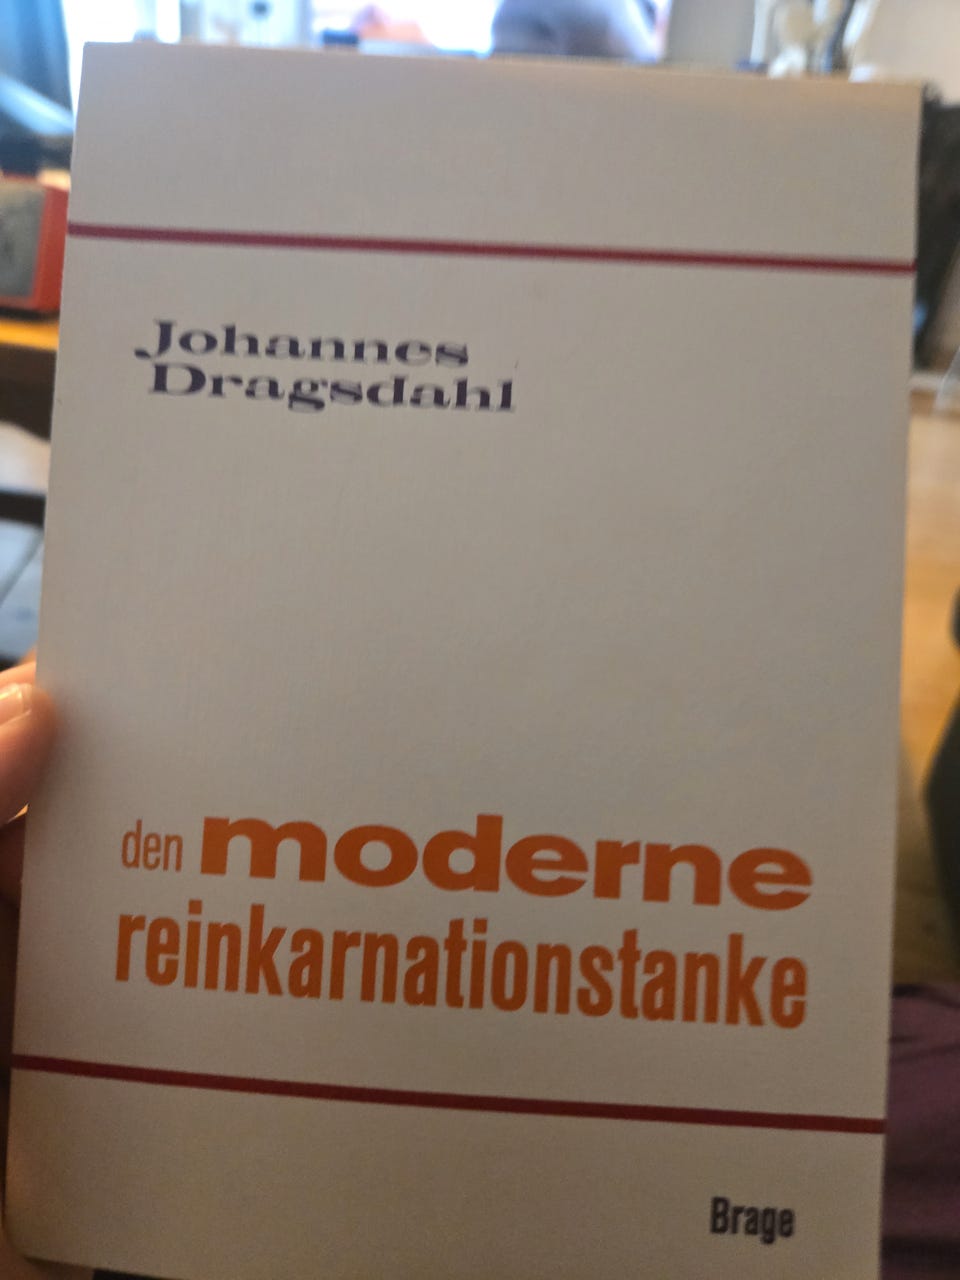 Johannes
Dragsdahl
den moderne
reinkarnationstanke
Brage